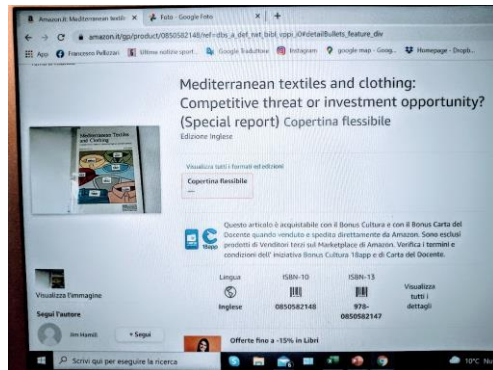 Amazon.it: Mediterranean textile
Foto - Google Foto
amazon.it/gp/product/0850582148/ref=dbs_a_def_rwt_bibl_vppi_i0#detailBullets_feature_div
App
Francesco Pellizzari
Ultime notizie sport...
Google Traduttore
Instagram
google map - Goog...
Homepage - Dropb...
Mediterranean textiles and clothing:
Competitive threat or investment opportunity?
(Special report) Copertina flessibile
Edizione Inglese
Mediterranean Textiles
and Clothing
Visualizza tutti i formati ed edizioni
Copertina flessibile
—
18app
Questo articolo è acquistabile con il Bonus Cultura e con il Bonus Carta del
Docente quando venduto e spedito direttamente da Amazon. Sono esclusi
prodotti di Venditori terzi sul Marketplace di Amazon. Verifica i termini e
condizioni dell' iniziativa Bonus Cultura 18app e di Carta del Docente.
Visualizza l'immagine
Segui l'autore
Jim Hamill
+ Segui
Lingua
Inglese
ISBN-10
0850582148
ISBN-13
978-
0850582147
Visualizza
tutti i
dettagli
Offerte fino a -15% in Libri
Scrivi qui per eseguire la ricerca
10°C